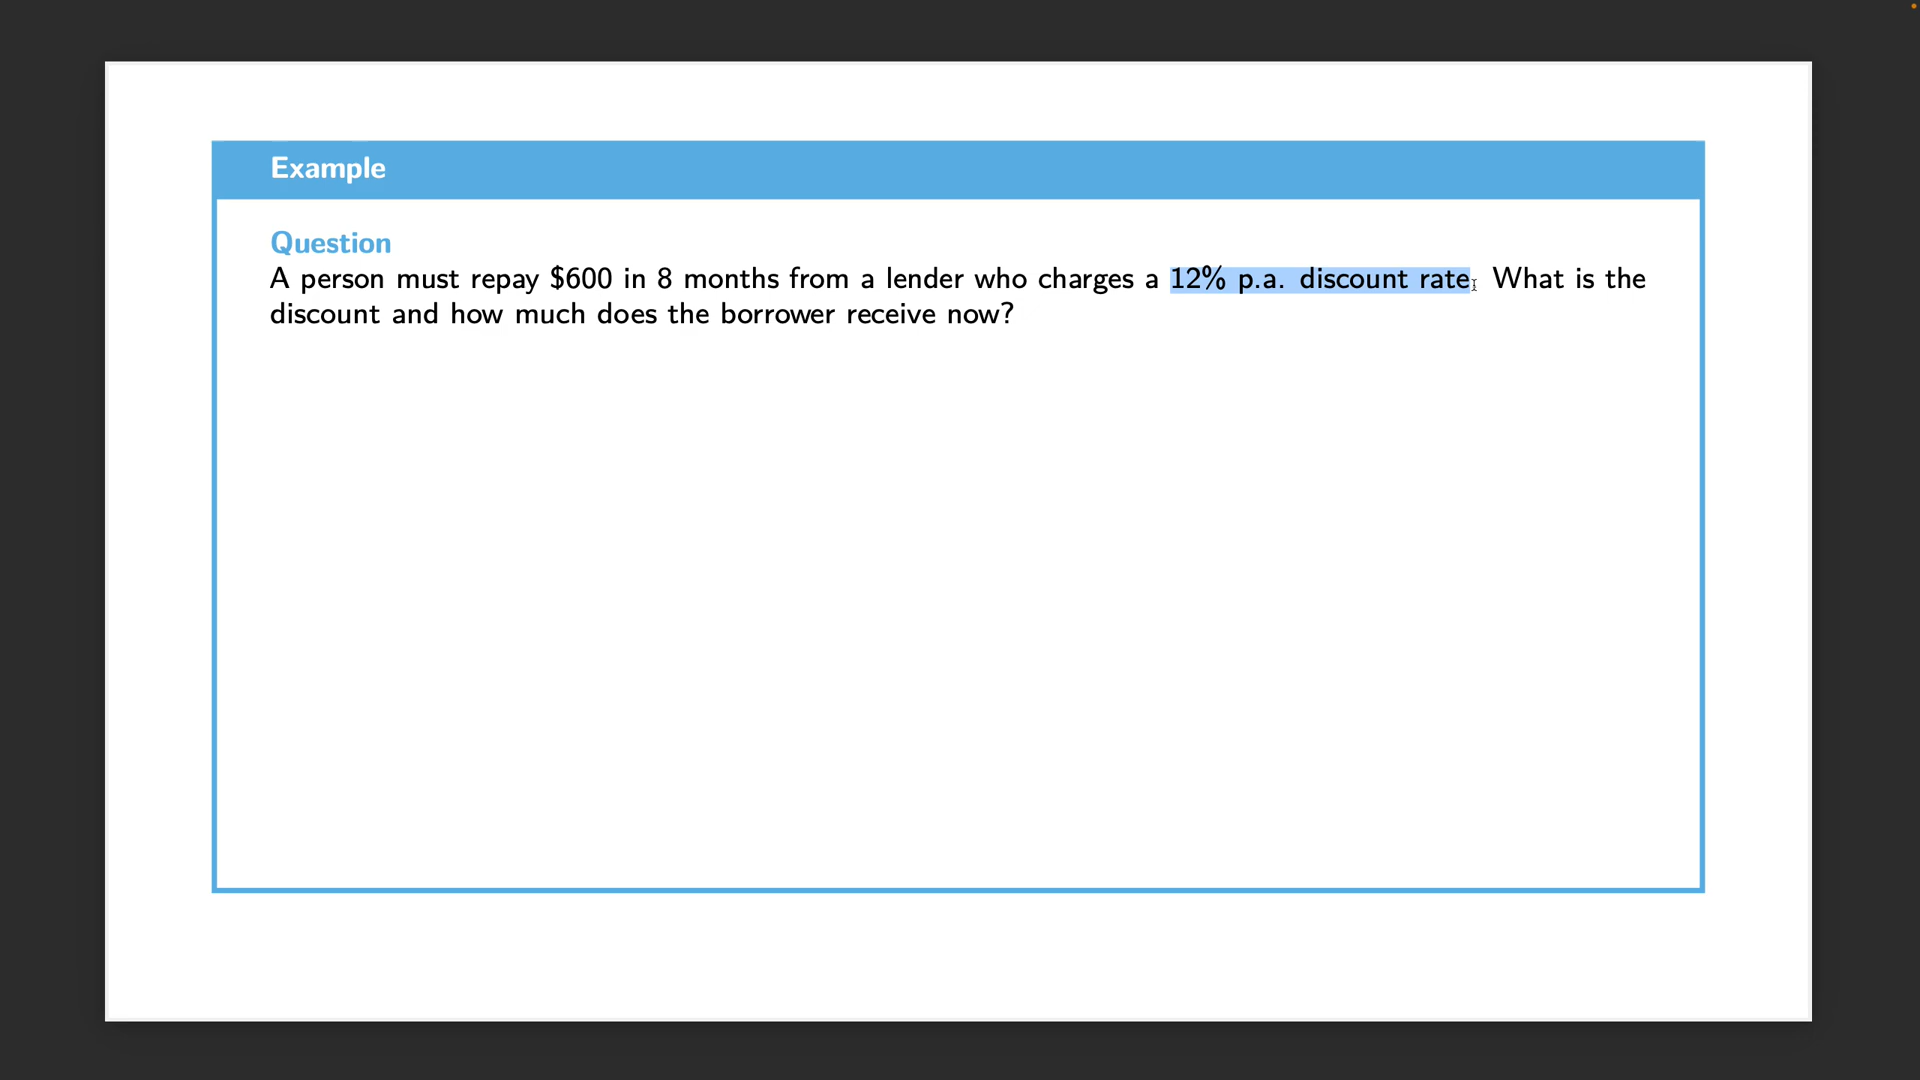 Example
Question
A person must repay $600 in 8 months from a lender who charges a 12% p.a. discount rate. What is the
discount and how much does the borrower receive now?